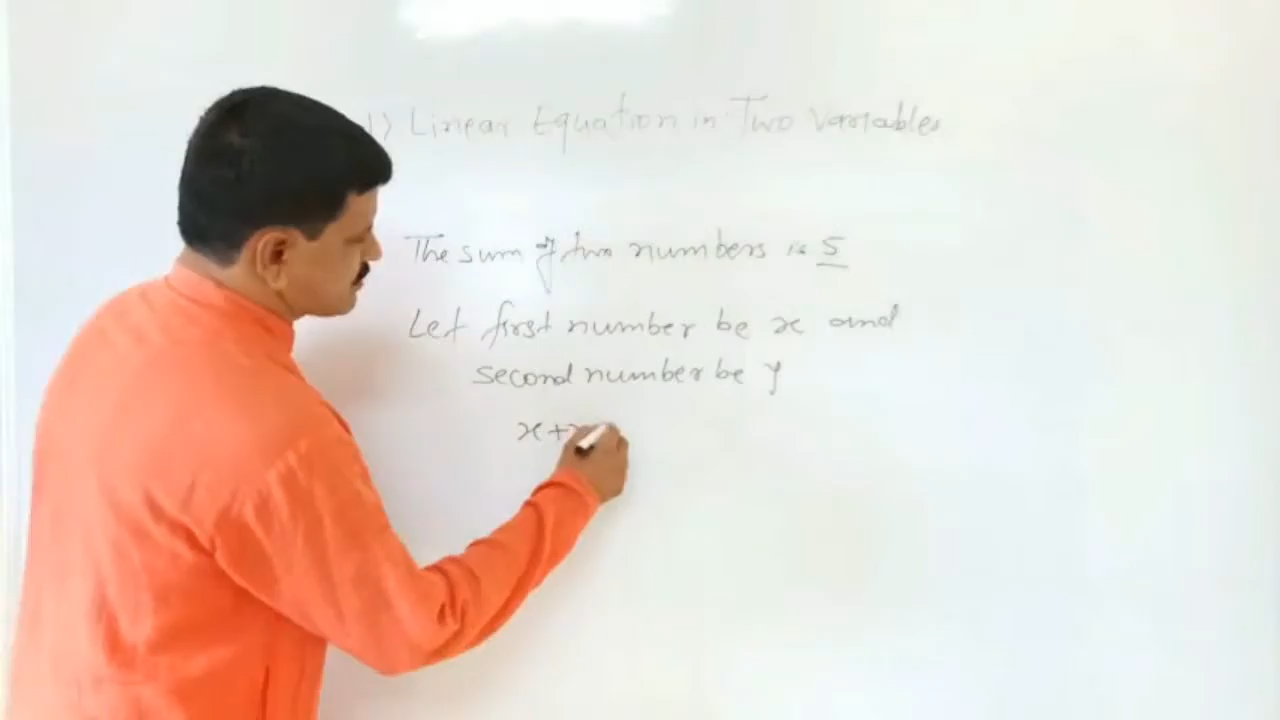 1) Linear Equation in Two Variables
The sum of two numbers is 5
Let first number be x and
second number be y
x+y